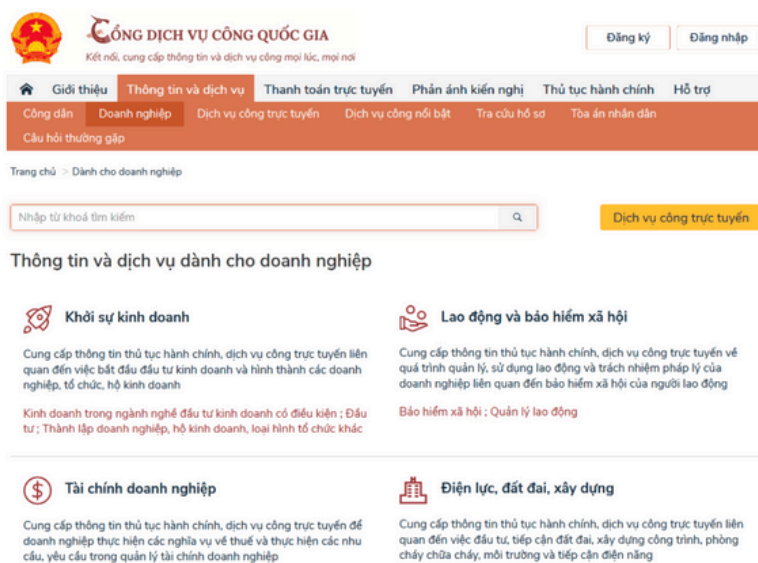 CỔNG DỊCH VỤ CÔNG QUỐC GIA
Kết nối, cung cấp thông tin và dịch vụ công mọi lúc, mọi nơi
Đăng ký
Đăng nhập
Giới thiệu
Thông tin và dịch vụ
Thanh toán trực tuyến
Phản ánh kiến nghị
Thủ tục hành chính
Hỗ trợ
Công dân
Doanh nghiệp
Dịch vụ công trực tuyến
Dịch vụ công nổi bật
Tra cứu hồ sơ
Tòa án nhân dân
Câu hỏi thường gặp
Trang chủ > Dành cho doanh nghiệp
Nhập từ khoá tìm kiếm
Dịch vụ công trực tuyến
Thông tin và dịch vụ dành cho doanh nghiệp
Khởi sự kinh doanh
Cung cấp thông tin thủ tục hành chính, dịch vụ công trực tuyến liên
quan đến việc bắt đầu đầu tư kinh doanh và hình thành các doanh
nghiệp, tổ chức, hộ kinh doanh
Kinh doanh trong ngành nghề đầu tư kinh doanh có điều kiện ; Đầu
tư ; Thành lập doanh nghiệp, hộ kinh doanh, loại hình tổ chức khác
Lao động và bảo hiểm xã hội
Cung cấp thông tin thủ tục hành chính, dịch vụ công trực tuyến về
quá trình quản lý, sử dụng lao động và trách nhiệm pháp lý của
doanh nghiệp liên quan đến bảo hiểm xã hội của người lao động
Bảo hiểm xã hội ; Quản lý lao động
Tài chính doanh nghiệp
Cung cấp thông tin thủ tục hành chính, dịch vụ công trực tuyến để
doanh nghiệp thực hiện các nghĩa vụ về thuế và thực hiện các nhu
cầu, yêu cầu trong quản lý tài chính doanh nghiệp
Điện lực, đất đai, xây dựng
Cung cấp thông tin thủ tục hành chính, dịch vụ công trực tuyến liên
quan đến việc đầu tư, tiếp cận đất đai, xây dựng công trình, phòng
cháy chữa cháy, môi trường và tiếp cận điện năng